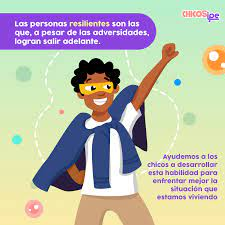 CHICOS.net
Las personas resilientes son las
que, a pesar de las adversidades,
logran salir adelante.
Ayudemos a los
chicos a desarrollar
esta habilidad para
enfrentar mejor la
situación que
estamos viviendo